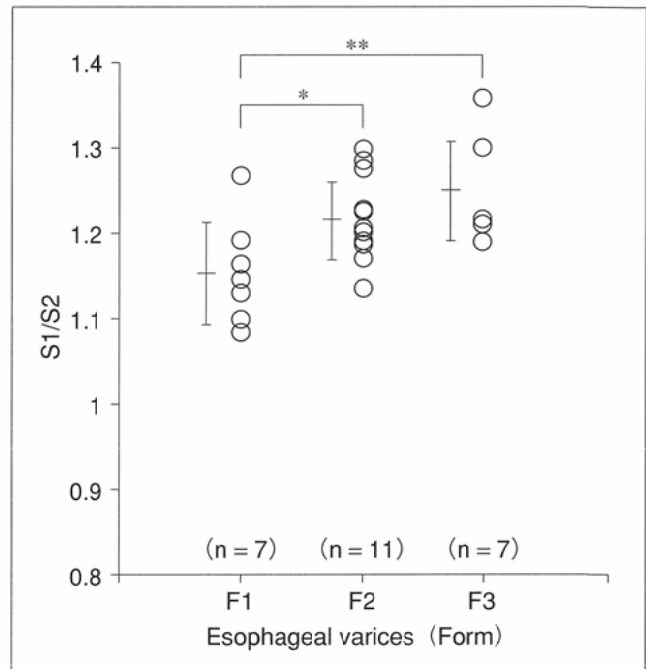 **
*
1.4
1.3
1.2
1.1
1
0.9
0.8
S1/S2
(n = 7) (n = 11) (n = 7)
F1 F2 F3
Esophageal varices (Form)